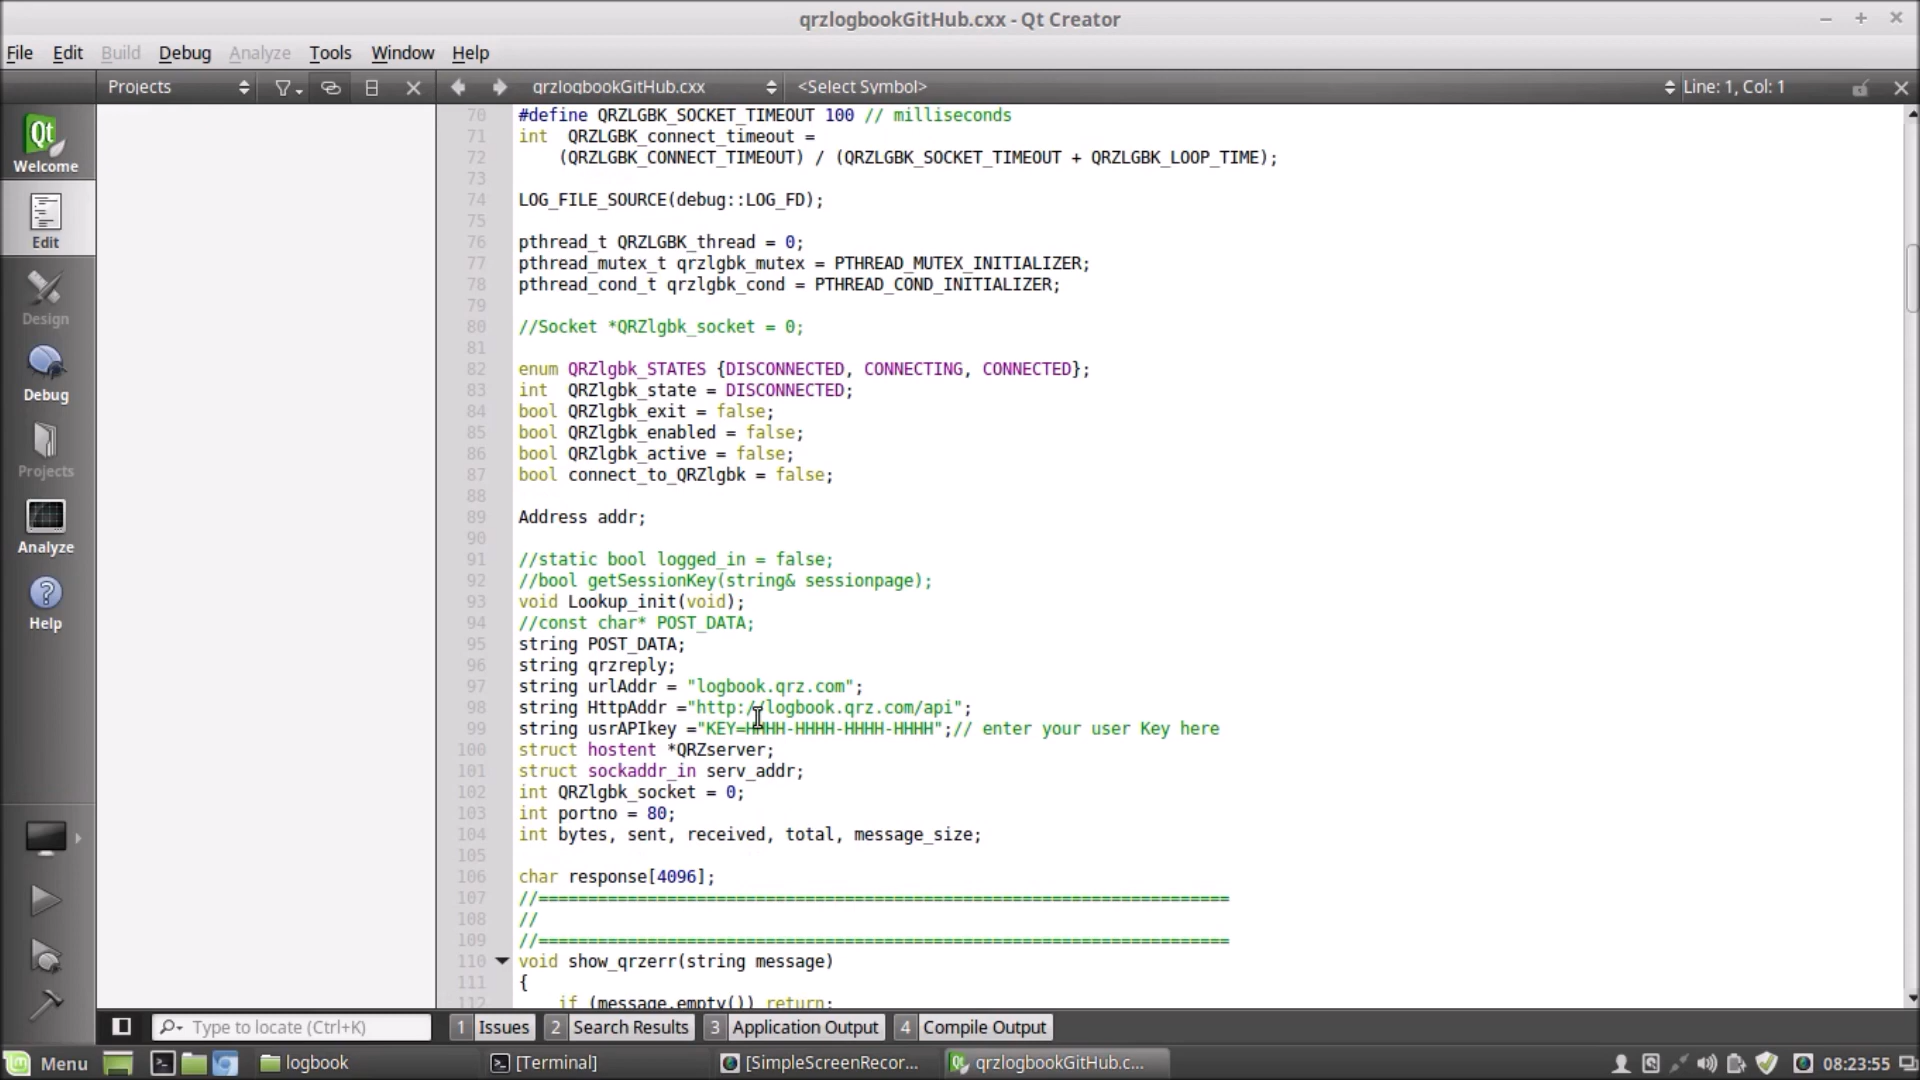 qrzlogbookGitHub.cxx - Qt Creator
File Edit Build Debug Analyze Tools Window Help
Projects qrzlogbookGitHub.cxx <Select Symbol> Line: 1, Col: 1
Welcome
Edit
Design
Debug
Projects
Analyze
Help
70 #define QRZLGBK_SOCKET_TIMEOUT 100 // milliseconds
71 int  QRZLGBK_connect_timeout =
72     (QRZLGBK_CONNECT_TIMEOUT) / (QRZLGBK_SOCKET_TIMEOUT + QRZLGBK_LOOP_TIME);
73
74 LOG_FILE_SOURCE(debug::LOG_FD);
75
76 pthread_t QRZLGBK_thread = 0;
77 pthread_mutex_t qrzlgbk_mutex = PTHREAD_MUTEX_INITIALIZER;
78 pthread_cond_t qrzlgbk_cond = PTHREAD_COND_INITIALIZER;
79
80 //Socket *QRZlgbk_socket = 0;
81
82 enum QRZlgbk_STATES {DISCONNECTED, CONNECTING, CONNECTED};
83 int  QRZlgbk_state = DISCONNECTED;
84 bool QRZlgbk_exit = false;
85 bool QRZlgbk_enabled = false;
86 bool QRZlgbk_active = false;
87 bool connect_to_QRZlgbk = false;
88
89 Address addr;
90
91 //static bool logged_in = false;
92 //bool getSessionKey(string& sessionpage);
93 void Lookup_init(void);
94 //const char* POST_DATA;
95 string POST_DATA;
96 string qrzreply;
97 string urlAddr = "logbook.qrz.com";
98 string HttpAddr ="http://logbook.qrz.com/api";
99 string usrAPIkey ="KEY=HHHH-HHHH-HHHH-HHHH";// enter your user Key here
100 struct hostent *QRZserver;
101 struct sockaddr_in serv_addr;
102 int QRZlgbk_socket = 0;
103 int portno = 80;
104 int bytes, sent, received, total, message_size;
105
106 char response[4096];
107 //======================================================================
108 //
109 //======================================================================
110 void show_qrzerr(string message)
111 {
112     if (message.empty()) return;
Type to locate (Ctrl+K) 1 Issues 2 Search Results 3 Application Output 4 Compile Output
Menu logbook [Terminal] [SimpleScreenRecor... qrzlogbookGitHub.c... 08:23:55